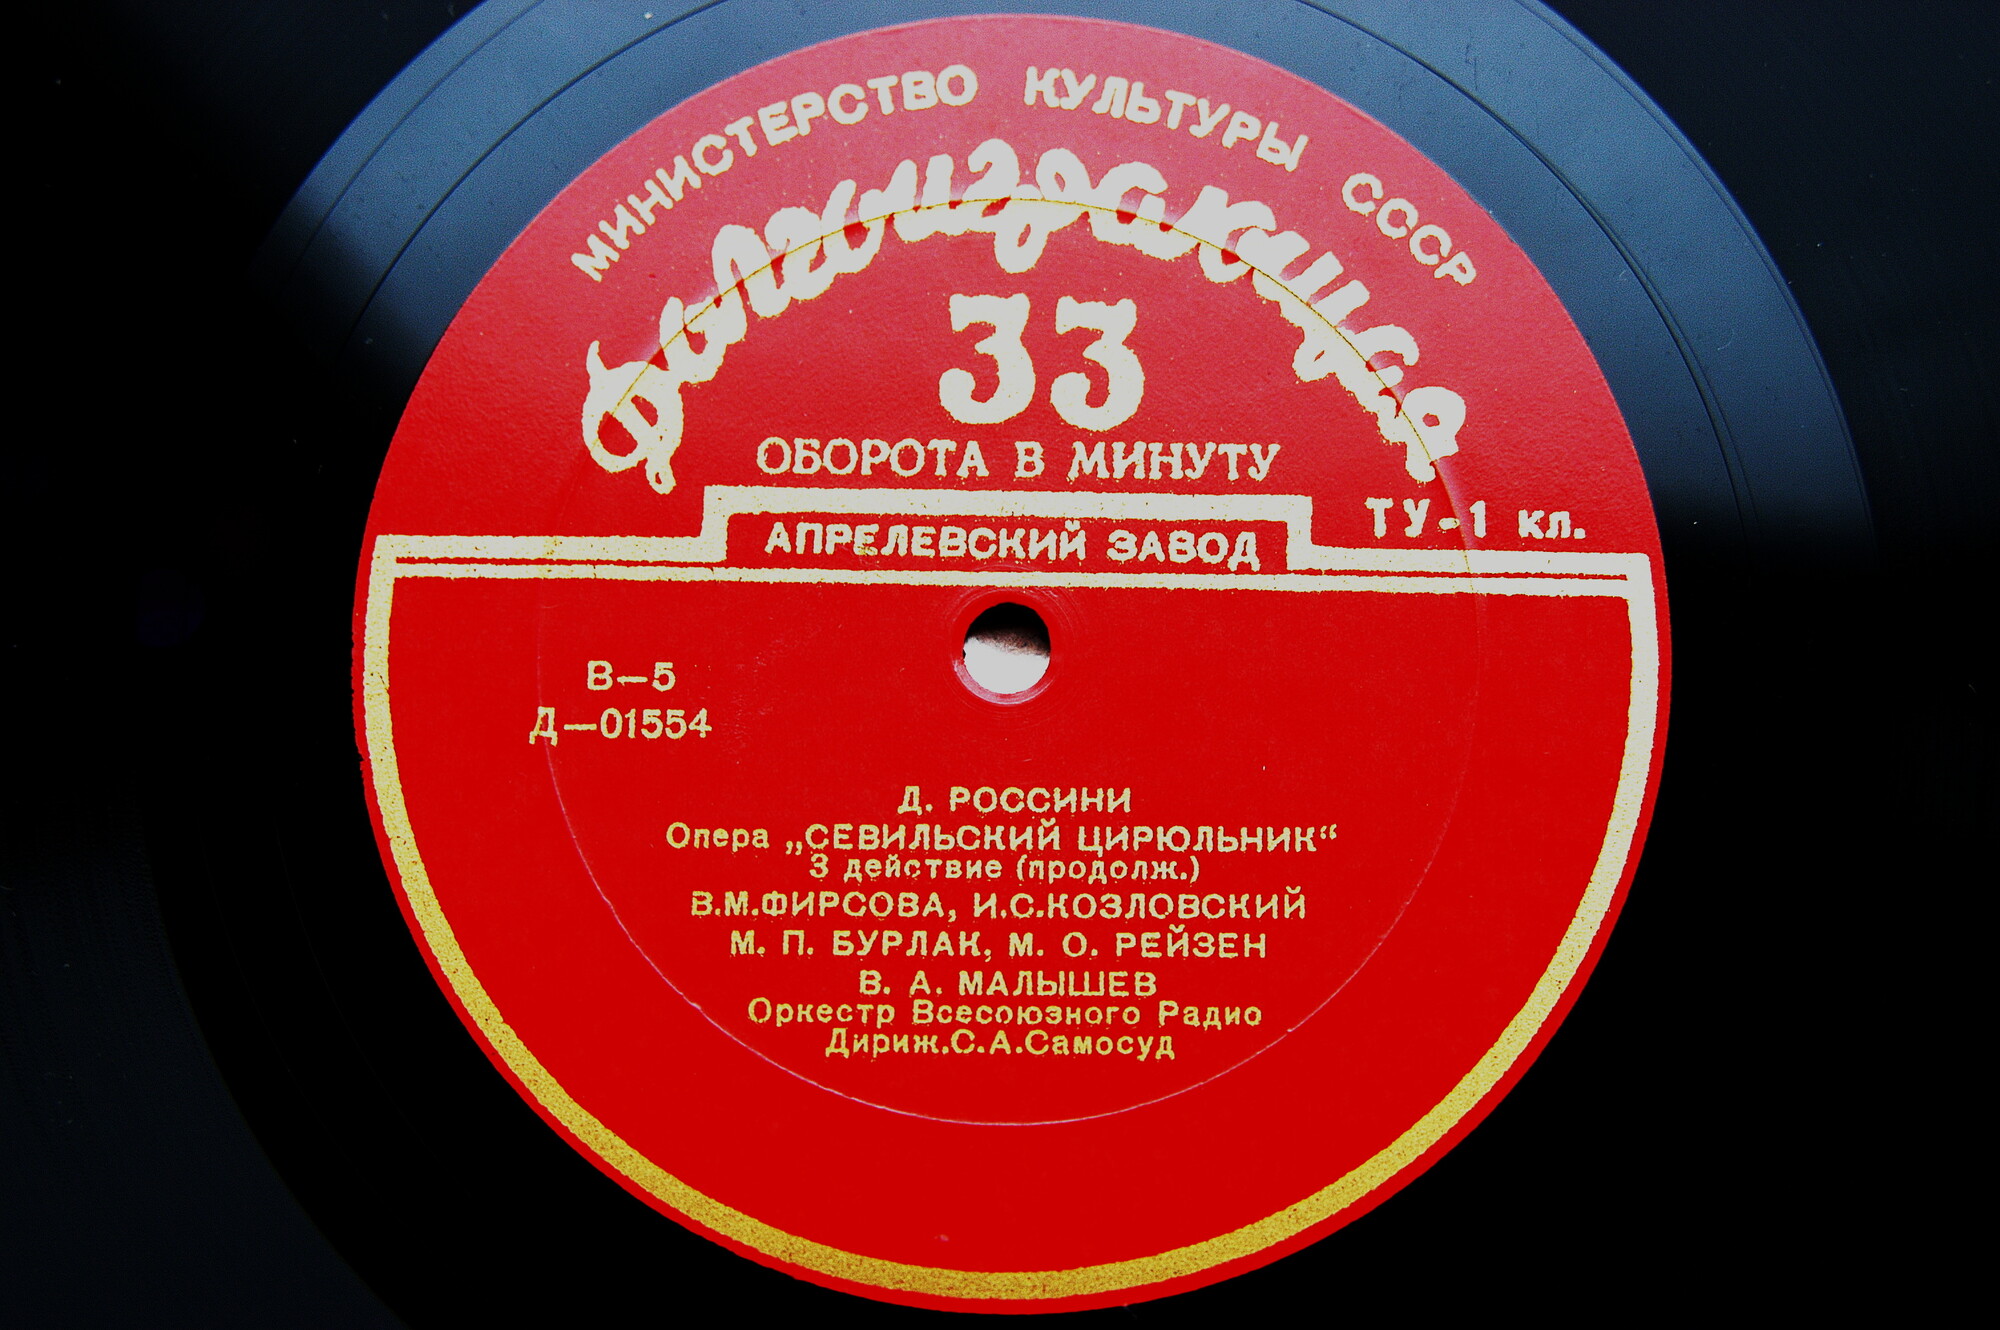 МИНИСТЕРСТВО КУЛЬТУРЫ СССР
Долгоиграющая
33
ОБОРОТА В МИНУТУ
ТУ-1 кл.
АПРЕЛЕВСКИЙ ЗАВОД
В—5
Д—01554
Д. РОССИНИ
Опера „СЕВИЛЬСКИЙ ЦИРЮЛЬНИК“
3 действие (продолж.)
В.М.ФИРСОВА, И.С.КОЗЛОВСКИЙ
М. П. БУРЛАК, М. О. РЕЙЗЕН
В. А. МАЛЫШЕВ
Оркестр Всесоюзного Радио
Дириж.С.А.Самосуд